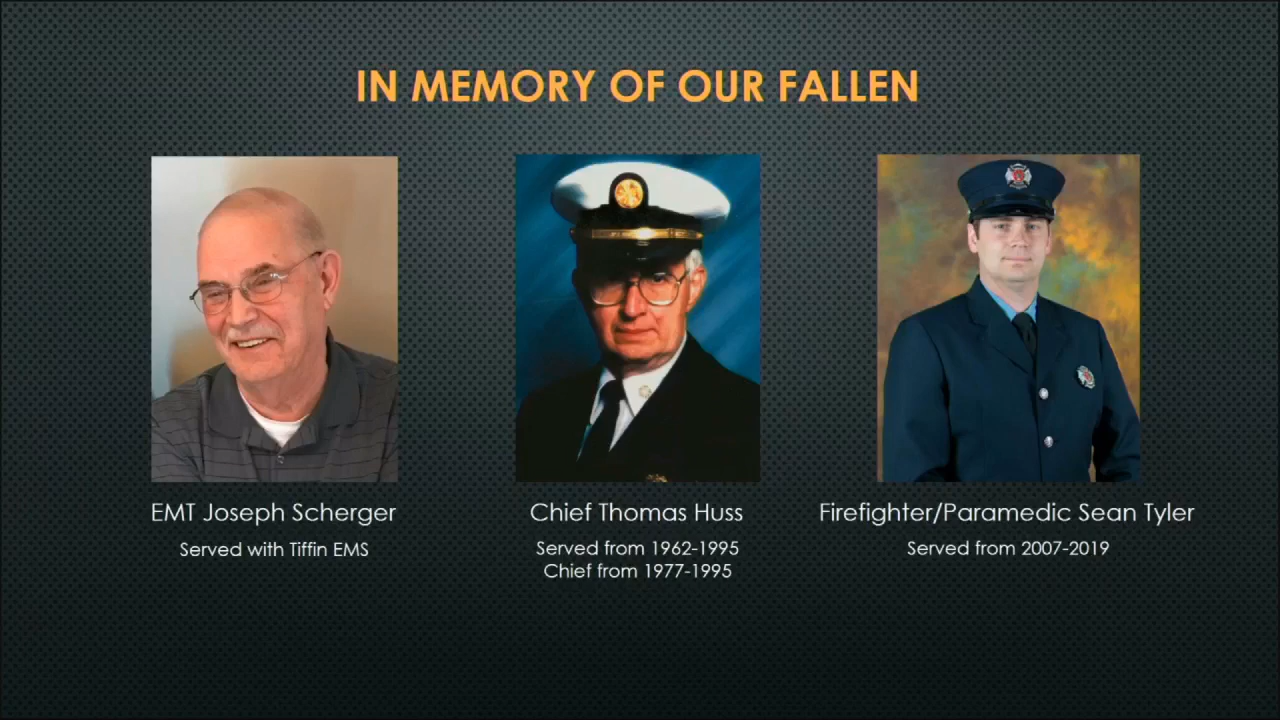 IN MEMORY OF OUR FALLEN
EMT Joseph Scherger
Served with Tiffin EMS
Chief Thomas Huss
Served from 1962-1995
Chief from 1977-1995
Firefighter/Paramedic Sean Tyler
Served from 2007-2019